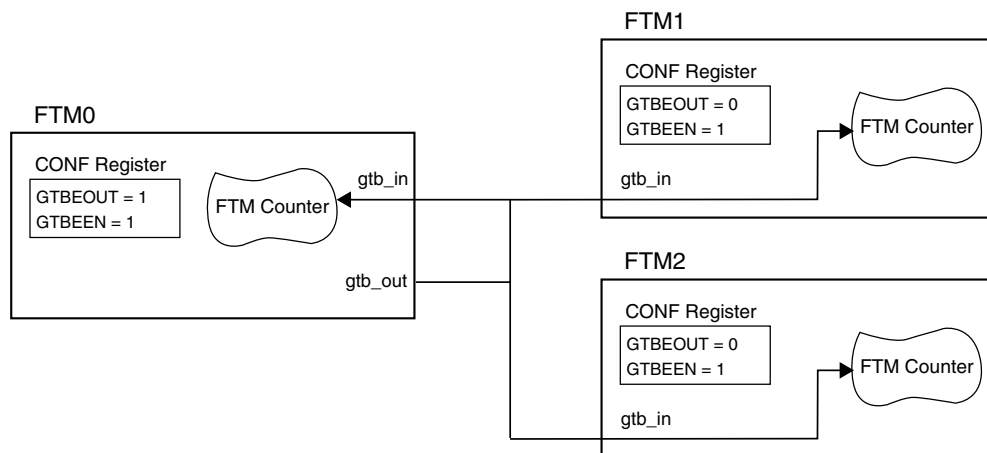 FTM0
CONF Register
GTBEOUT = 1
GTBEEN = 1
FTM Counter
gtb_in
gtb_out
FTM1
CONF Register
GTBEOUT = 0
GTBEEN = 1
FTM Counter
gtb_in
FTM2
CONF Register
GTBEOUT = 0
GTBEEN = 1
FTM Counter
gtb_in